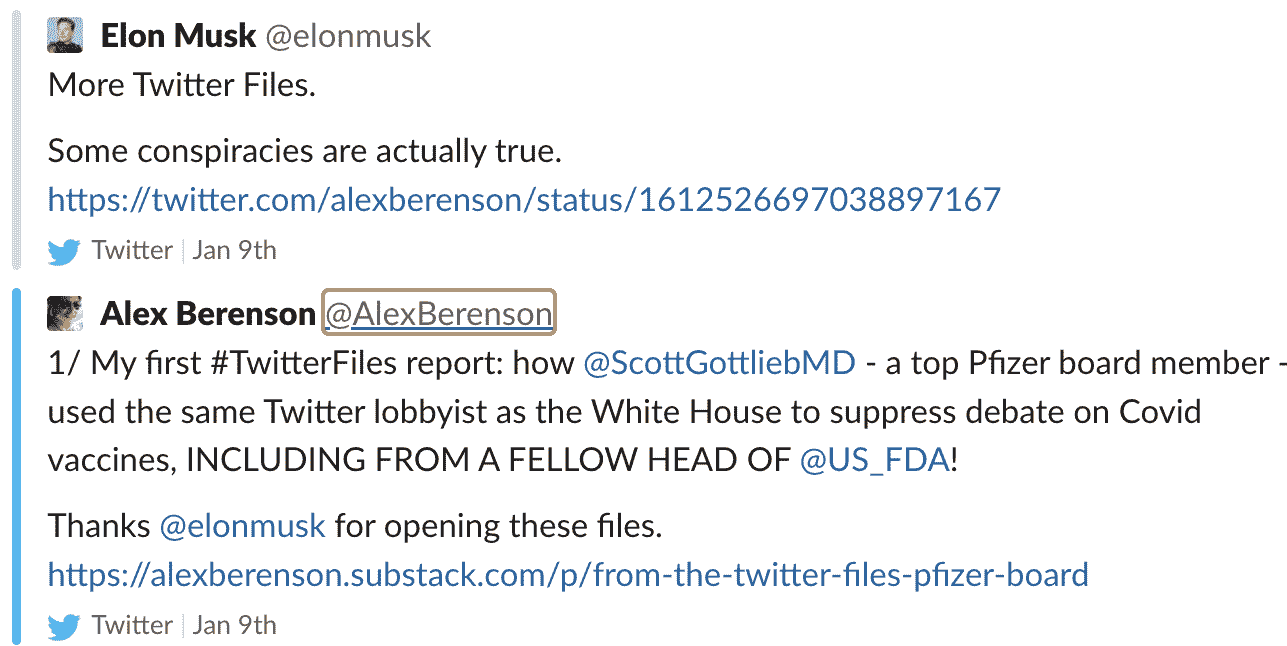 Elon Musk @elonmusk
More Twitter Files.
Some conspiracies are actually true.
https://twitter.com/alexberenson/status/1612526697038897167
Twitter | Jan 9th
Alex Berenson @AlexBerenson
1/ My first #TwitterFiles report: how @ScottGottliebMD - a top Pfizer board member -
used the same Twitter lobbyist as the White House to suppress debate on Covid
vaccines, INCLUDING FROM A FELLOW HEAD OF @US_FDA!
Thanks @elonmusk for opening these files.
https://alexberenson.substack.com/p/from-the-twitter-files-pfizer-board
Twitter | Jan 9th